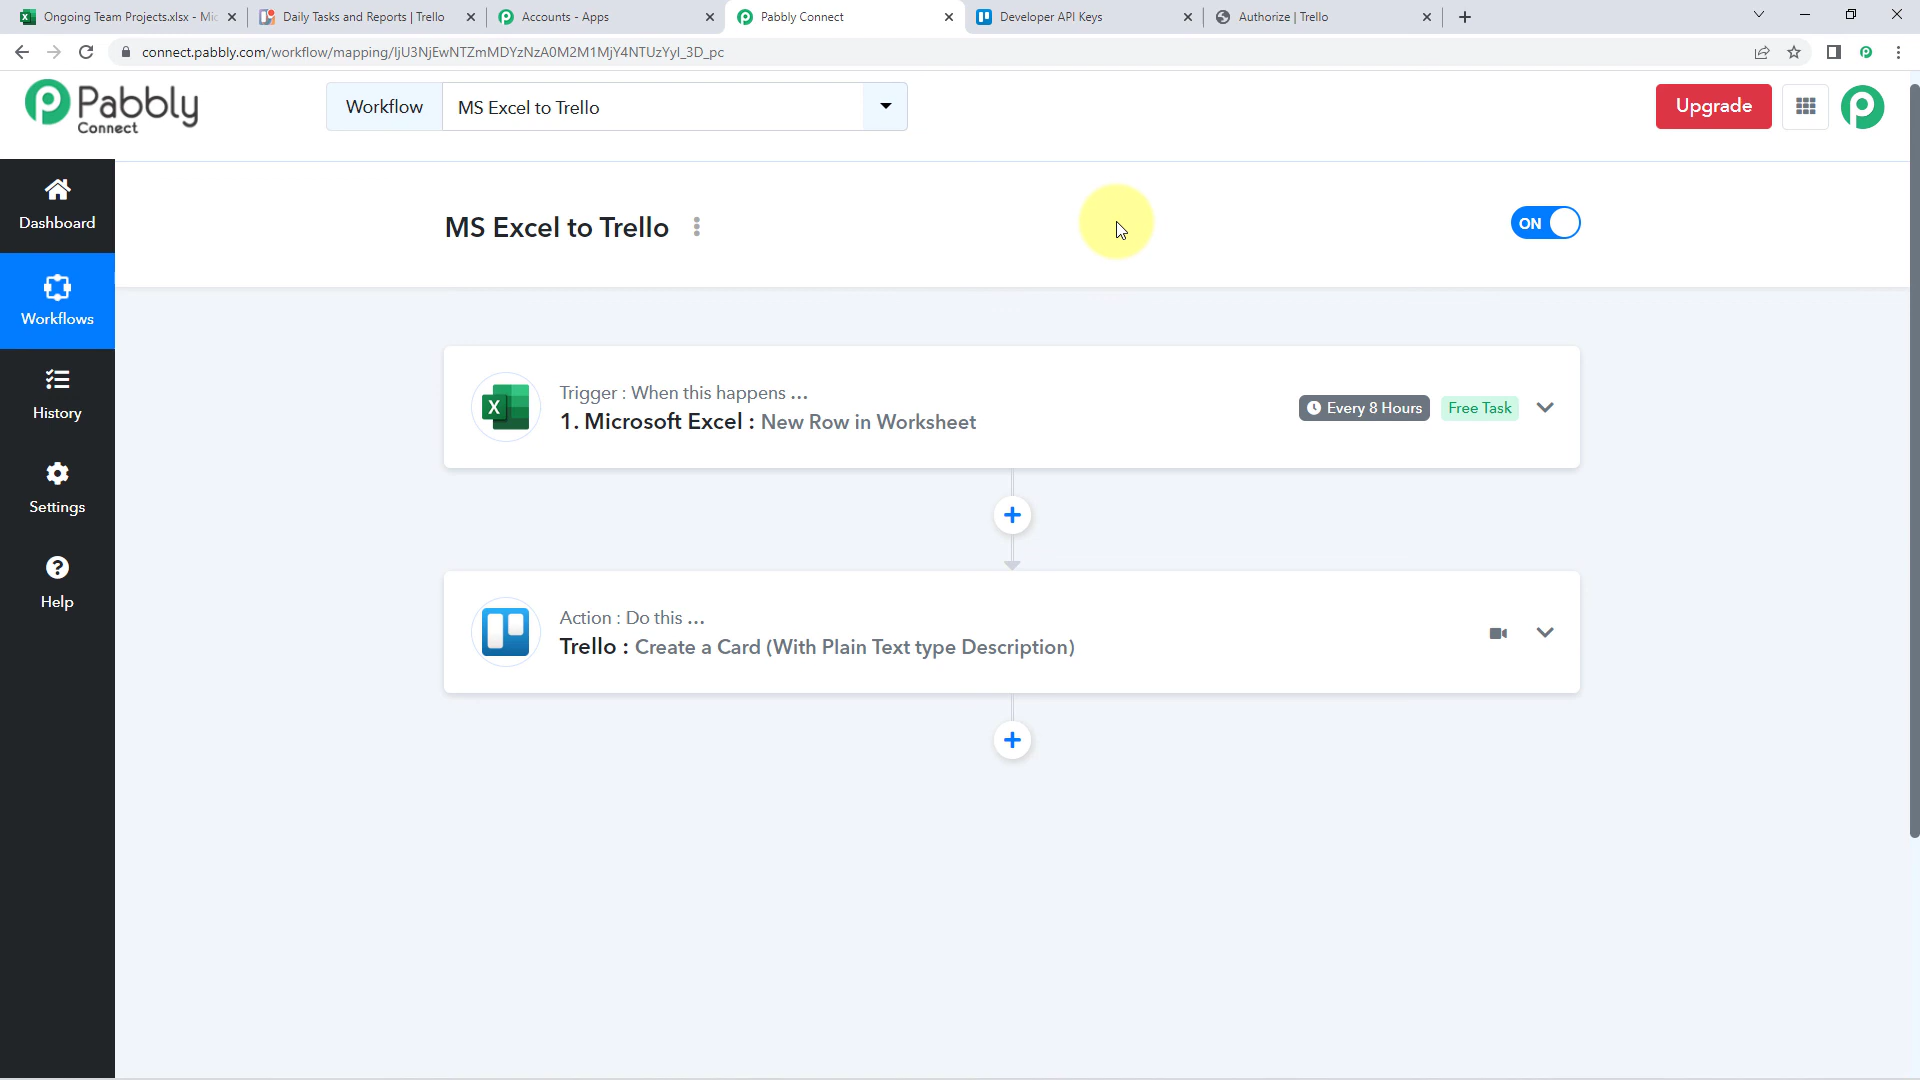 Ongoing Team Projects.xlsx - Mic
Daily Tasks and Reports | Trello
Accounts - Apps
Pabbly Connect
Developer API Keys
Authorize | Trello
connect.pabbly.com/workflow/mapping/IjU3NjEwNTZmMDYzNzA0M2M1MjY4NTUzYyI_3D_pc
Pabbly
Connect
Workflow
MS Excel to Trello
Upgrade
Dashboard
Workflows
History
Settings
Help
MS Excel to Trello
ON
Trigger : When this happens ...
1. Microsoft Excel : New Row in Worksheet
Every 8 Hours
Free Task
Action : Do this ...
Trello : Create a Card (With Plain Text type Description)